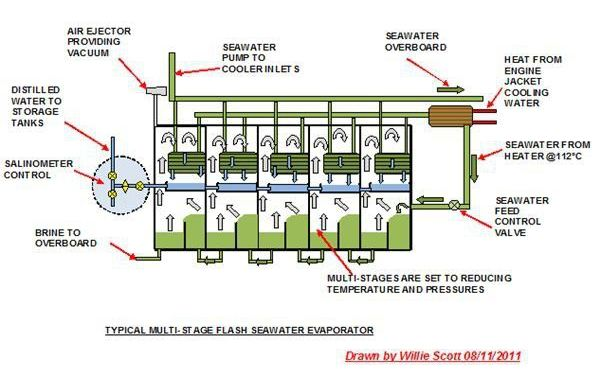 AIR EJECTOR
PROVIDING
VACUUM
SEAWATER
PUMP TO
COOLER INLETS
SEAWATER
OVERBOARD
HEAT FROM
ENGINE
JACKET
COOLING
WATER
DISTILLED
WATER TO
STORAGE
TANKS
SALINOMETER
CONTROL
SEAWATER FROM
HEATER @112°C
SEAWATER
FEED
CONTROL
VALVE
BRINE TO
OVERBOARD
MULTI-STAGES ARE SET TO REDUCING
TEMPERATURE AND PRESSURES
TYPICAL MULTI-STAGE FLASH SEAWATER EVAPORATOR
Drawn by Willie Scott 08/11/2011